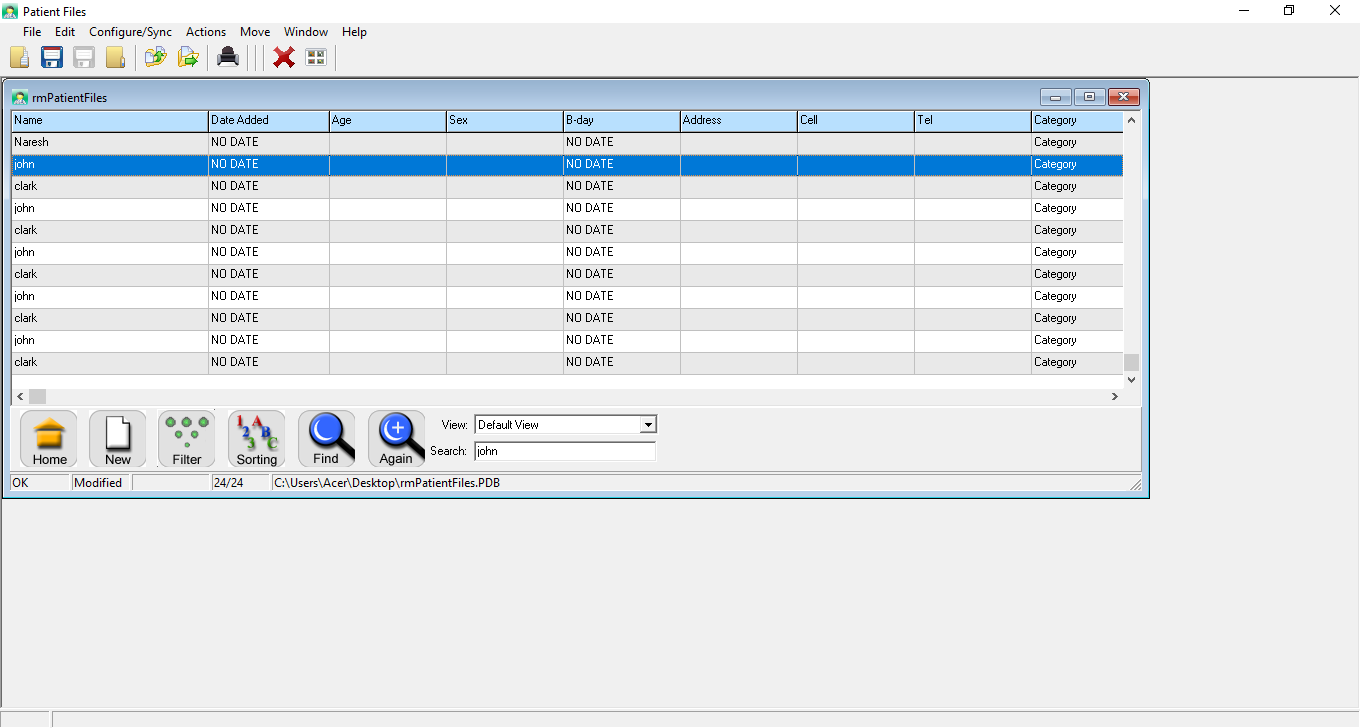 Patient Files
File Edit Configure/Sync Actions Move Window Help
rmPatientFiles
Name Date Added Age Sex B-day Address Cell Tel Category
Naresh NO DATE NO DATE Category
john NO DATE NO DATE Category
clark NO DATE NO DATE Category
john NO DATE NO DATE Category
clark NO DATE NO DATE Category
john NO DATE NO DATE Category
clark NO DATE NO DATE Category
john NO DATE NO DATE Category
clark NO DATE NO DATE Category
john NO DATE NO DATE Category
clark NO DATE NO DATE Category
Home New Filter Sorting Find Again
View: Default View
Search: john
OK Modified 24/24 C:\Users\Acer\Desktop\rmPatientFiles.PDB